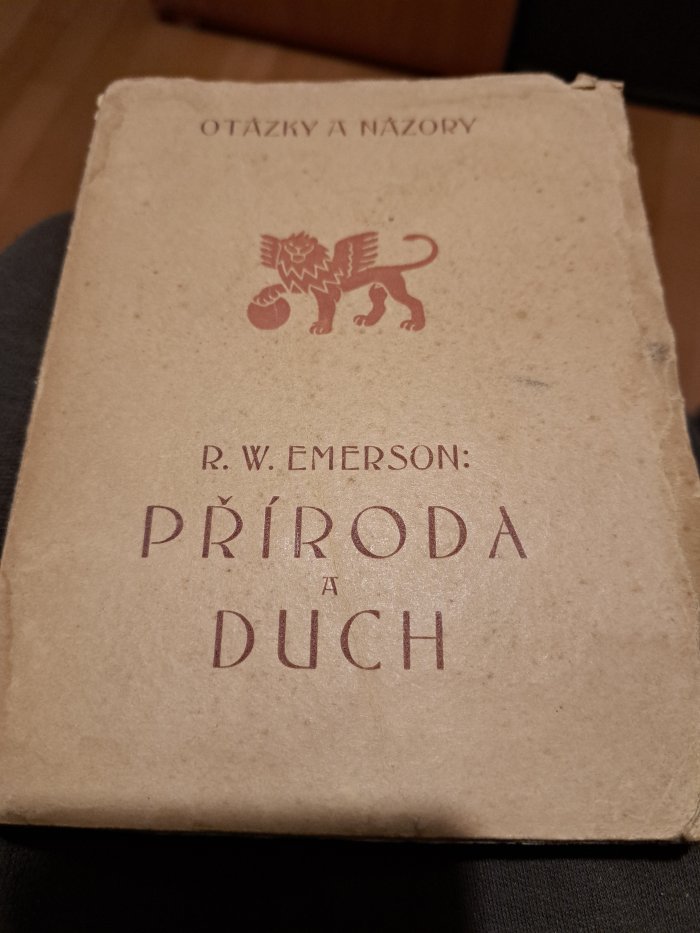 OTÁZKY A NÁZORY
R. W. EMERSON:
PŘÍRODA
A
DUCH